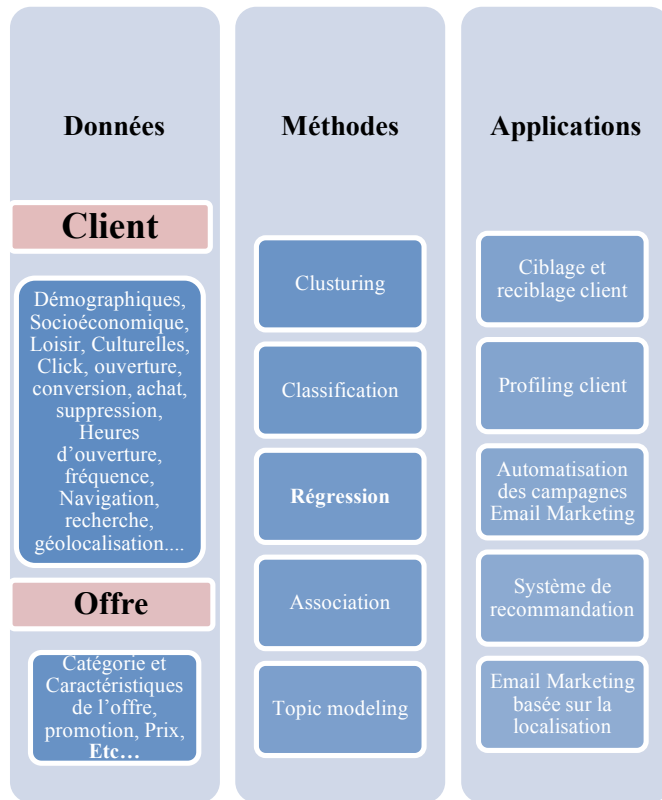 Données
Client
Démographiques,
Socioéconomique,
Loisir, Culturelles,
Click, ouverture,
conversion, achat,
suppression,
Heures
d’ouverture,
fréquence,
Navigation,
recherche,
géolocalisation....
Offre
Catégorie et
Caractéristiques
de l’offre,
promotion, Prix,
Etc…
Méthodes
Clusturing
Classification
Régression
Association
Topic modeling
Applications
Ciblage et
reciblage client
Profiling client
Automatisation
des campagnes
Email Marketing
Système de
recommandation
Email Marketing
basée sur la
localisation